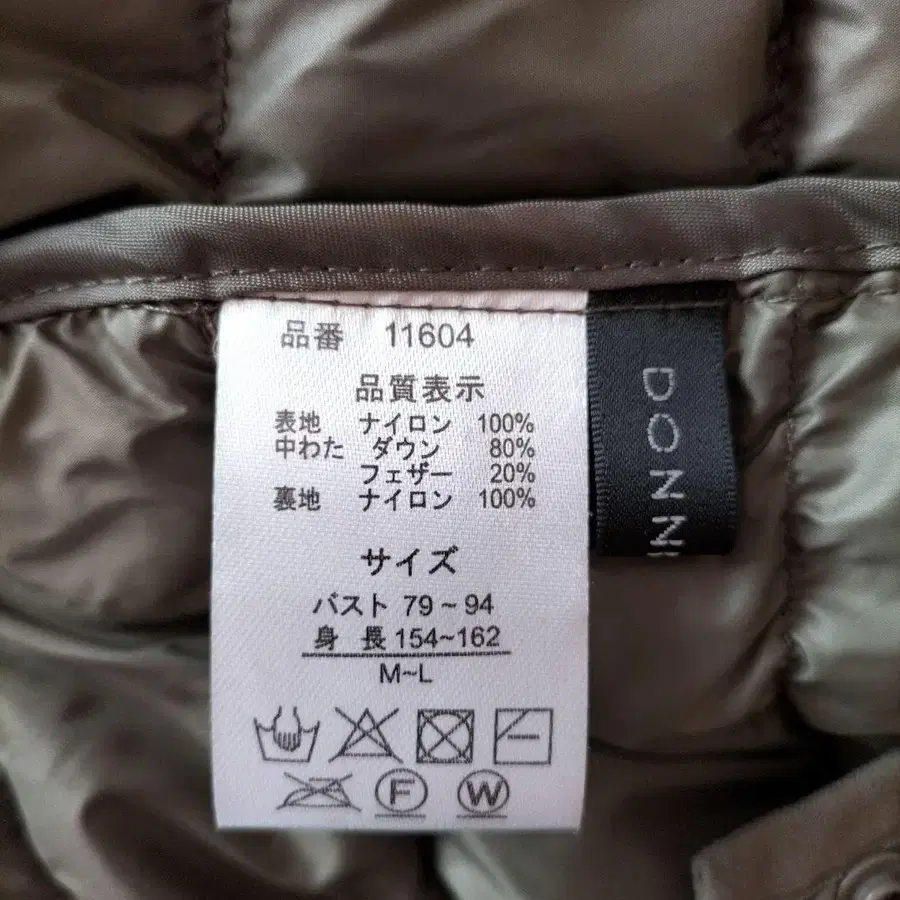 品番 11604
品質表示
表地 ナイロン 100%
中わた ダウン 80%
フェザー 20%
裏地 ナイロン 100%
サイズ
バスト 79~94
身 長 154~162
M~L
F W
DONN